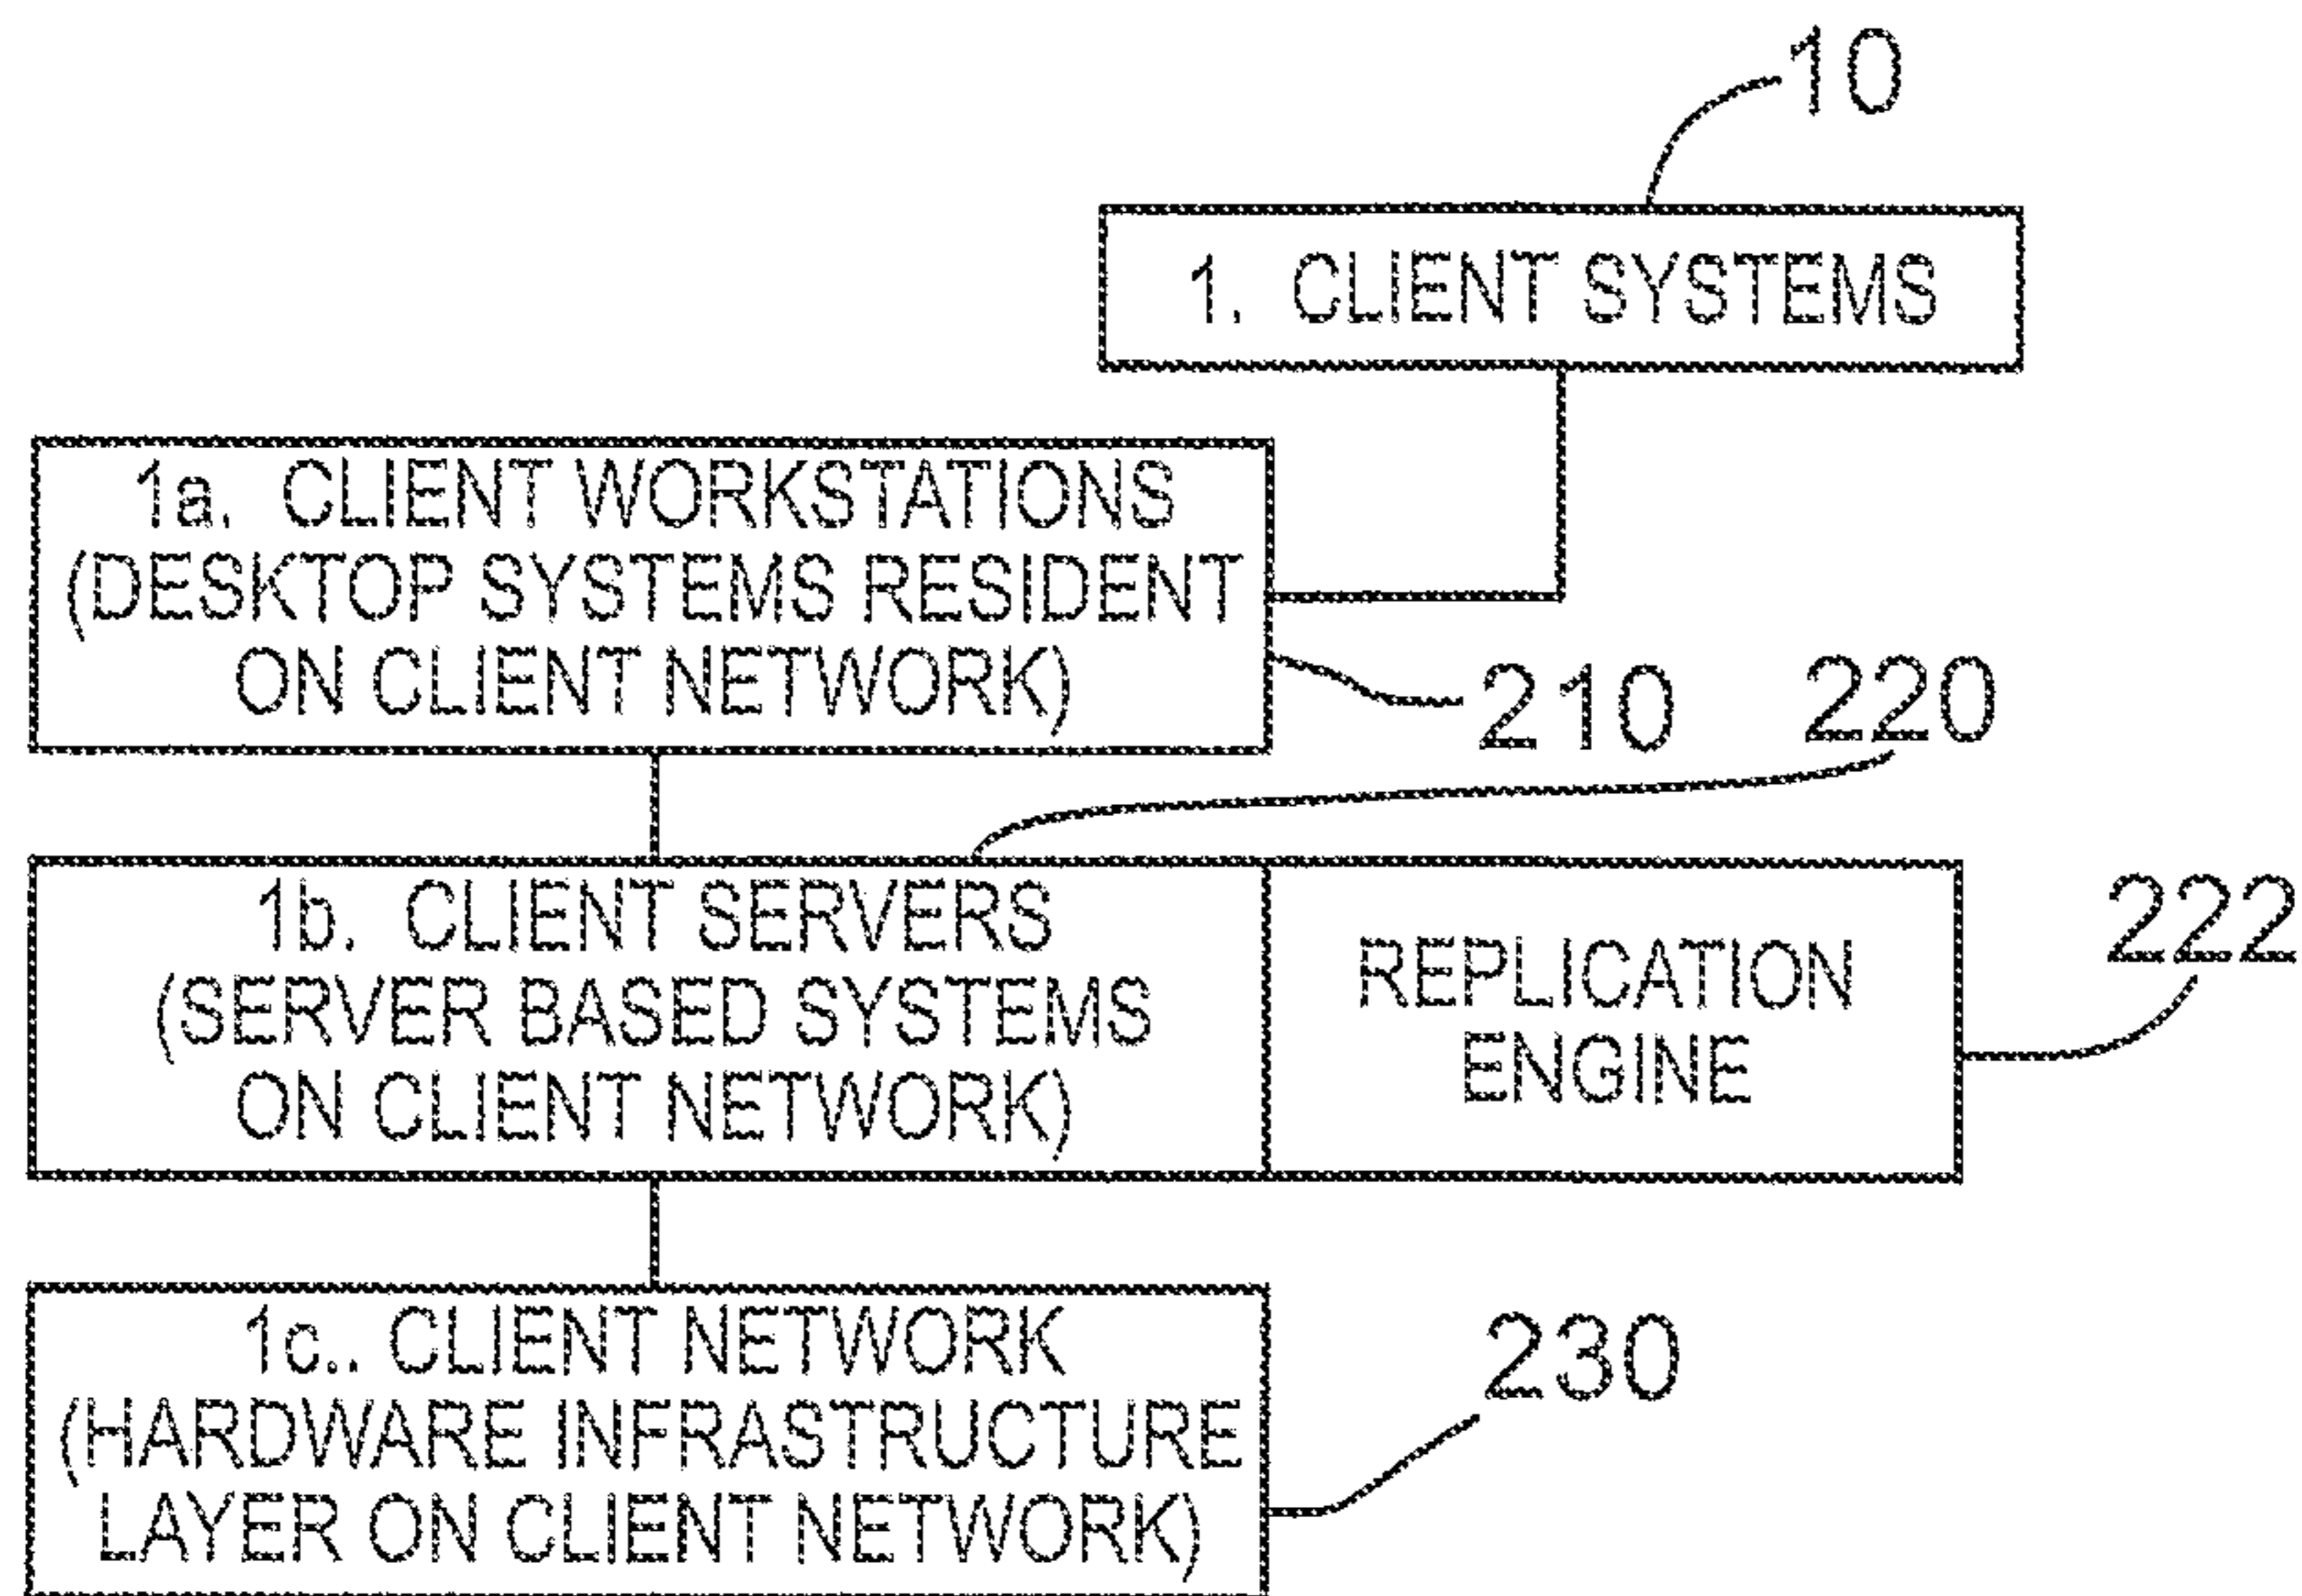 10
1. CLIENT SYSTEMS
1a. CLIENT WORKSTATIONS
(DESKTOP SYSTEMS RESIDENT
ON CLIENT NETWORK)
210
220
1b. CLIENT SERVERS
(SERVER BASED SYSTEMS
ON CLIENT NETWORK)
REPLICATION
ENGINE
222
1c.. CLIENT NETWORK
(HARDWARE INFRASTRUCTURE
LAYER ON CLIENT NETWORK)
230